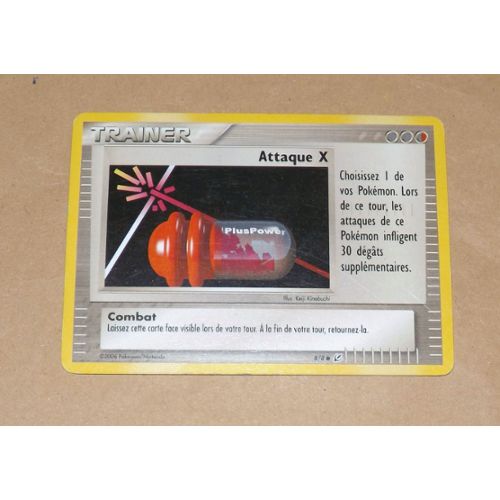 TRAINER
Attaque X
PlusPower
Choisissez 1 de
vos Pokémon. Lors
de ce tour, les
attaques de ce
Pokémon infligent
30 dégâts
supplémentaires.
Illus. Keiji Kinebuchi
Combat
Laissez cette carte face visible lors de votre tour. À la fin de votre tour, retournez-la.
©2006 Pokémon/Nintendo
8/8